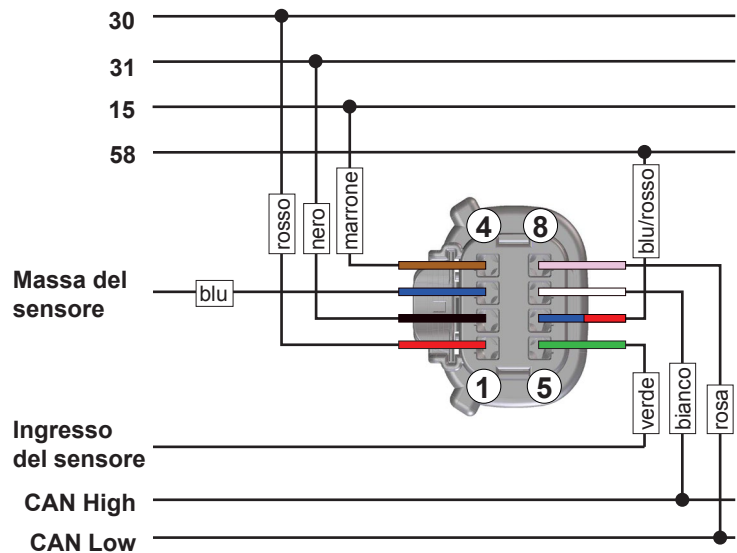 30
31
15
58
rosso
nero
marrone
blu/rosso
4
8
Massa del
sensore
blu
1
5
verde
bianco
rosa
Ingresso
del sensore
CAN High
CAN Low